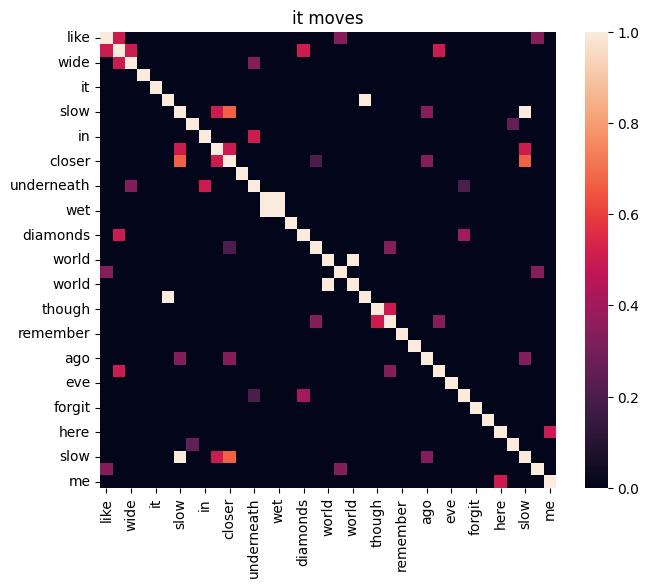 it moves
like
wide
it
slow
in
closer
underneath
wet
diamonds
world
world
though
remember
ago
eve
forgit
here
slow
me
like
wide
it
slow
in
closer
underneath
wet
diamonds
world
world
though
remember
ago
eve
forgit
here
slow
me
1.0
0.8
0.6
0.4
0.2
0.0